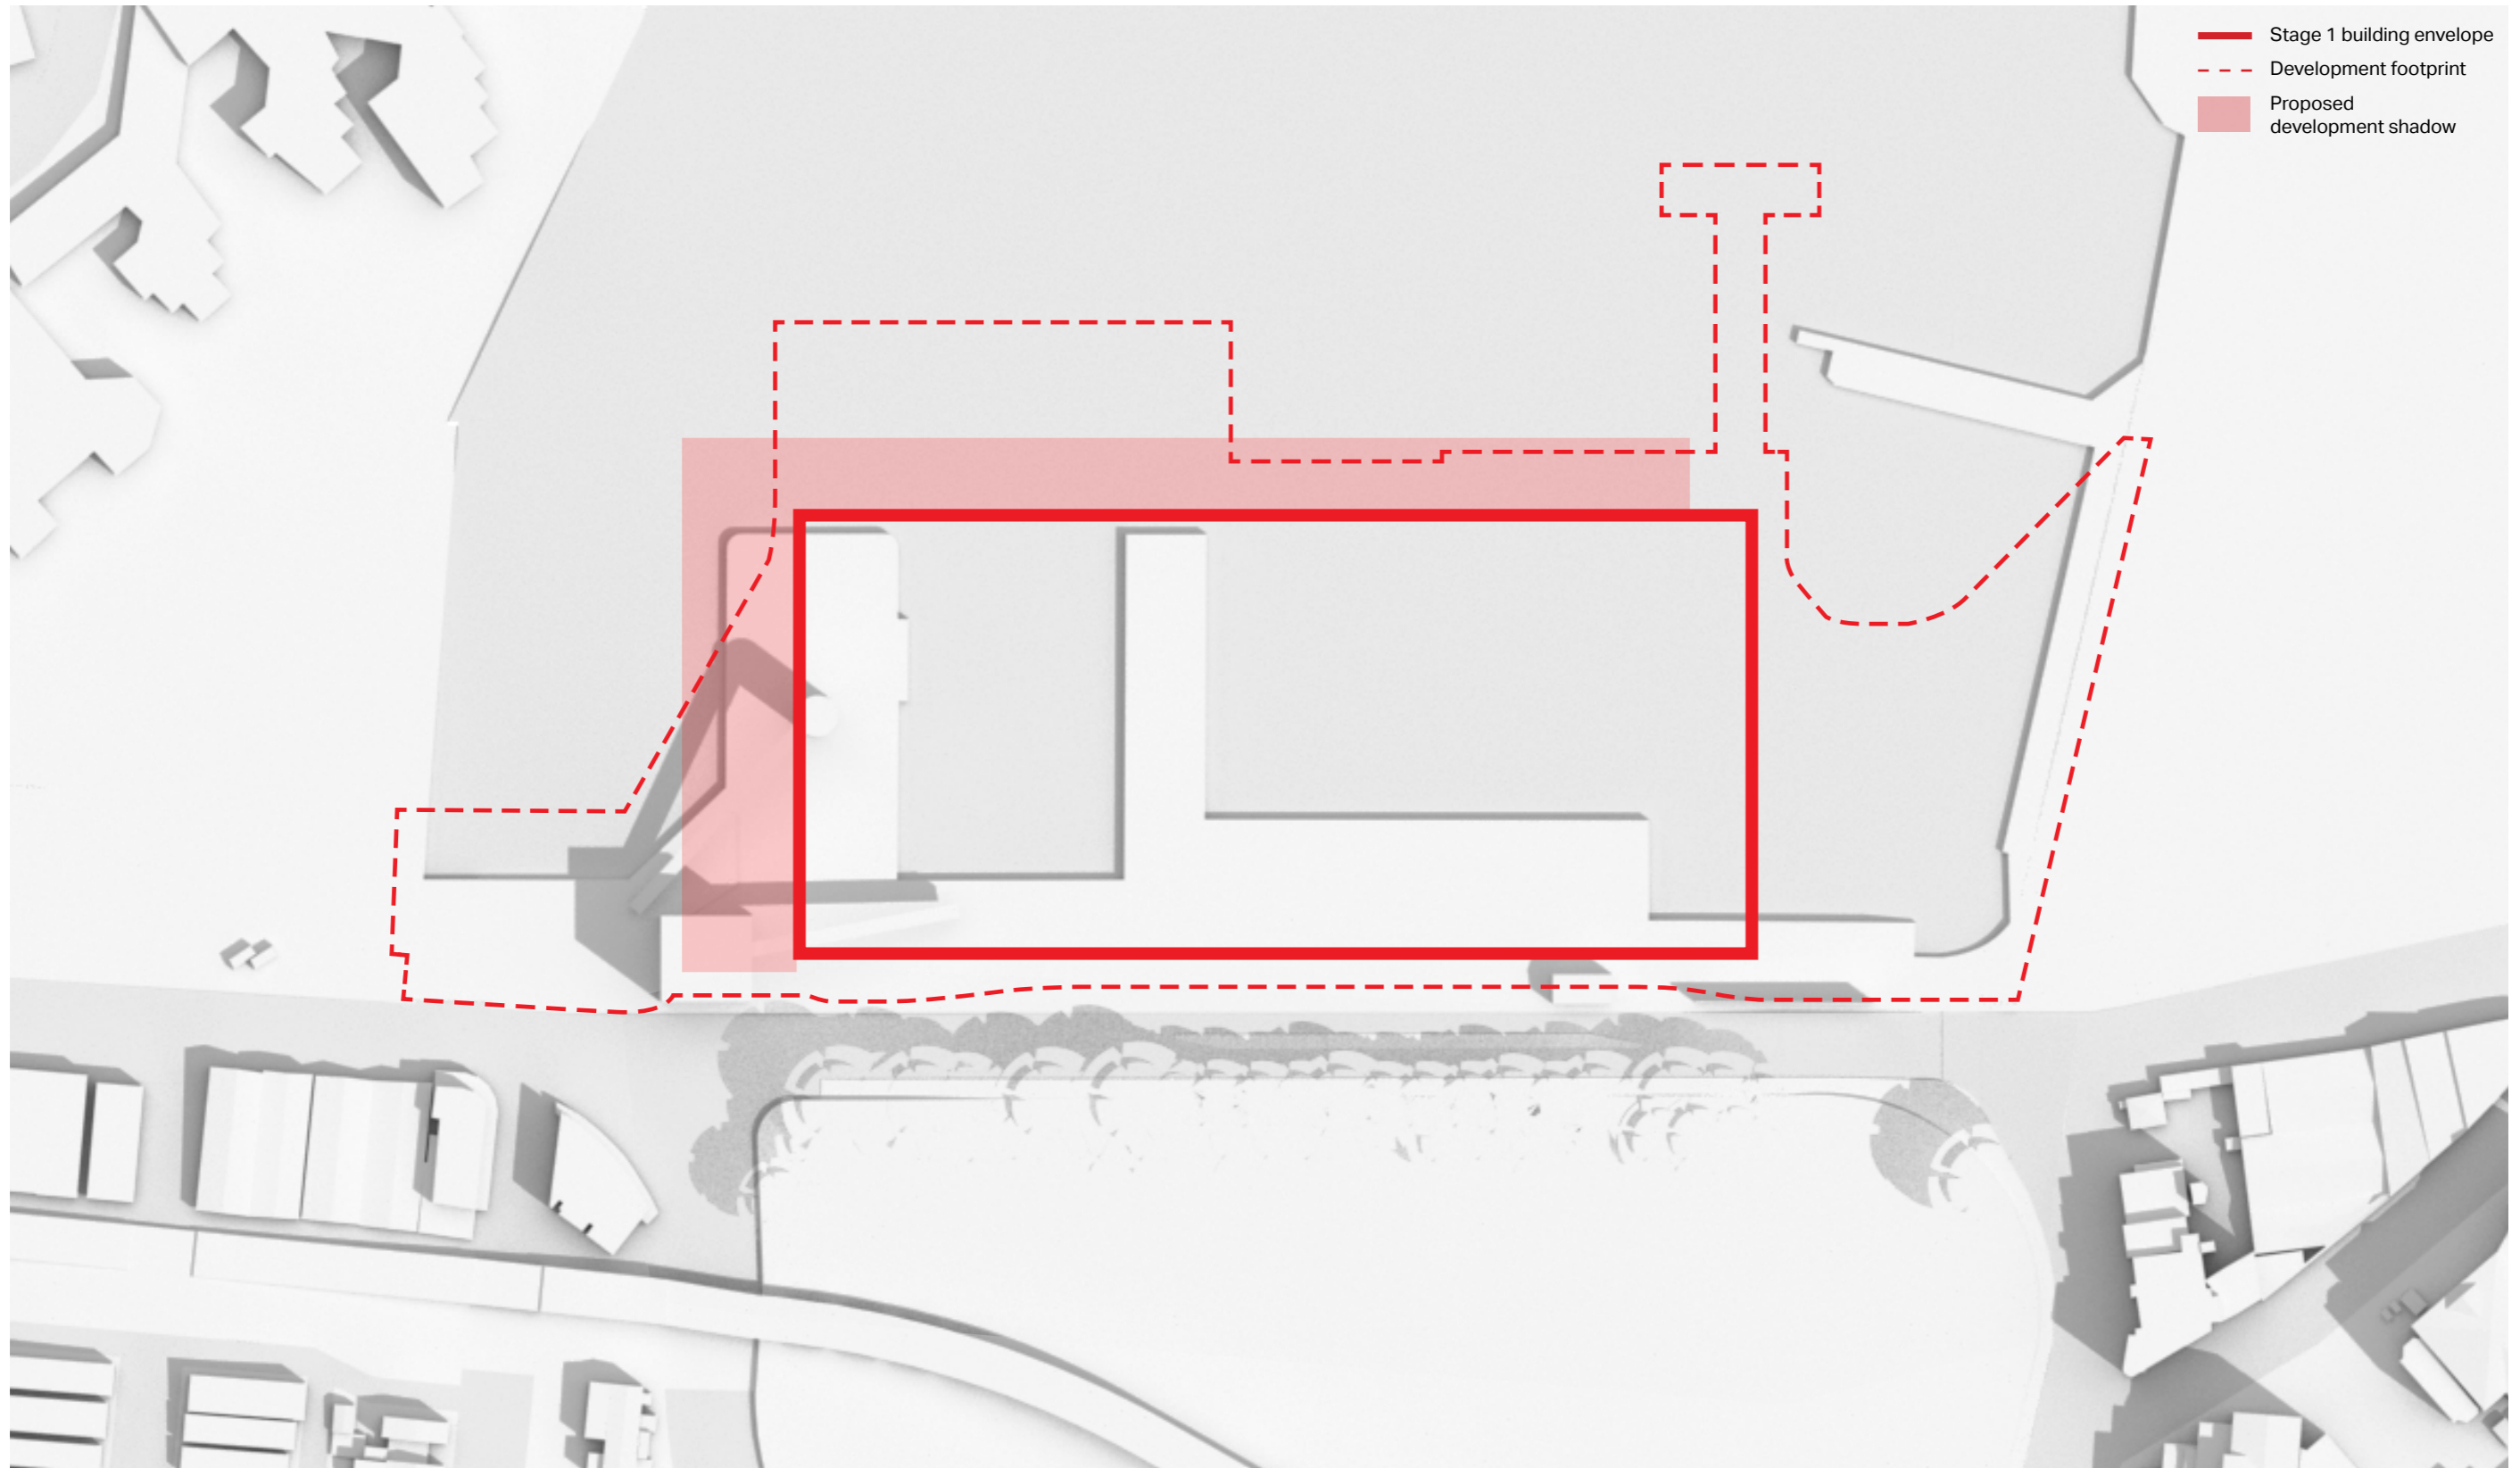 Stage 1 building envelope
Development footprint
Proposed
development shadow